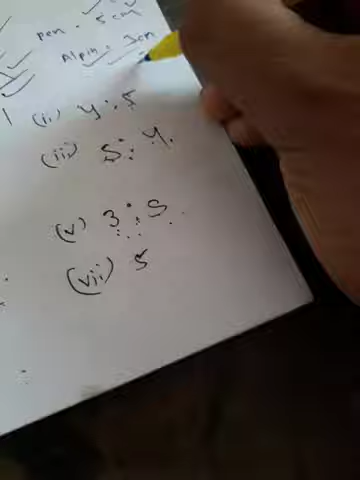 pen = 5 cm
Alpin = 3cm
(ii) 4:5
(iii) 5:4
(v) 3:5
(vii) 5